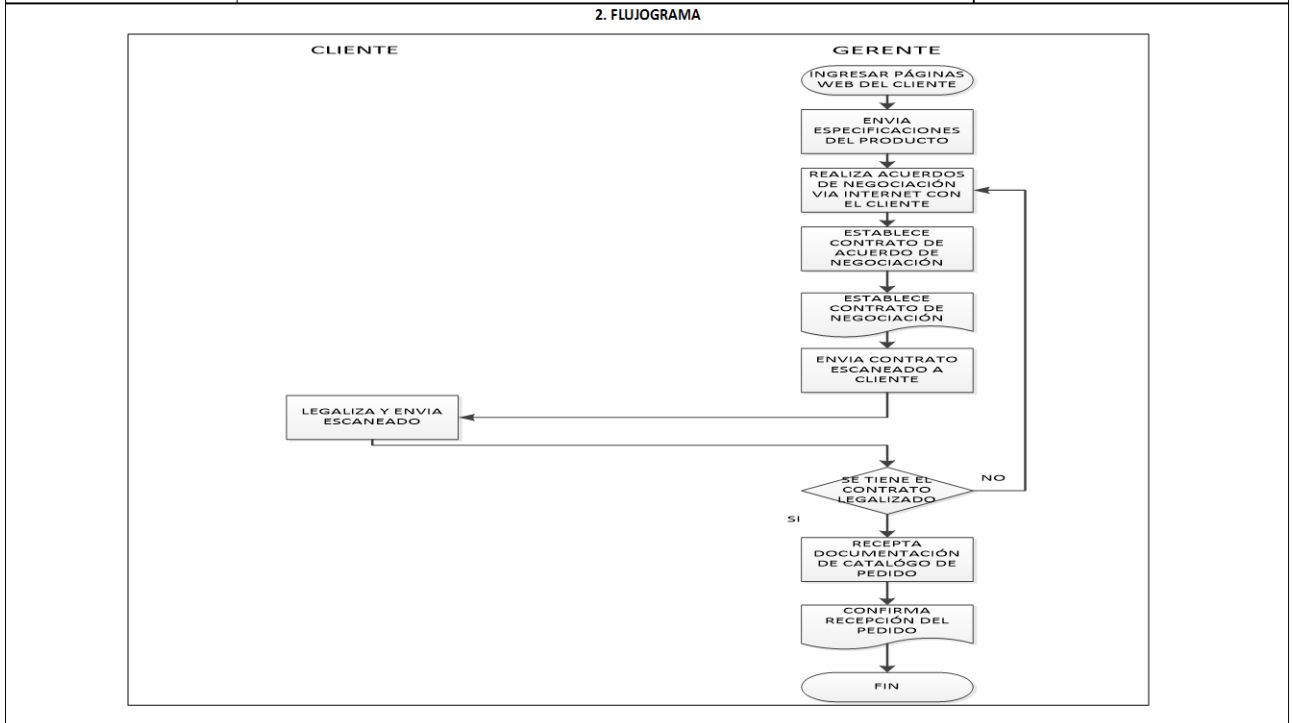 2. FLUJOGRAMA
CLIENTE
GERENTE
INGRESAR PÁGINAS
WEB DEL CLIENTE
ENVIA
ESPECIFICACIONES
DEL PRODUCTO
REALIZA ACUERDOS
DE NEGOCIACIÓN
VIA INTERNET CON
EL CLIENTE
ESTABLECE
CONTRATO DE
ACUERDO DE
NEGOCIACIÓN
ESTABLECE
CONTRATO DE
NEGOCIACIÓN
ENVIA CONTRATO
ESCANEADO A
CLIENTE
LEGALIZA Y ENVIA
ESCANEADO
SE TIENE EL
CONTRATO
LEGALIZADO
NO
SI
RECEPTA
DOCUMENTACIÓN
DE CATALÓGO DE
PEDIDO
CONFIRMA
RECEPCIÓN DEL
PEDIDO
FIN